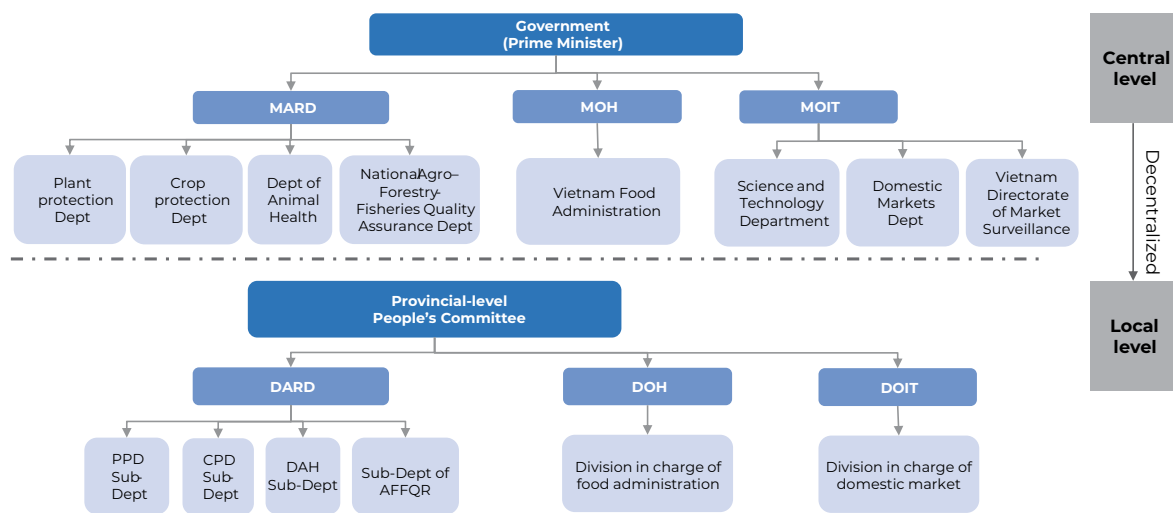 Government
(Prime Minister)
Central
level
MARD
MOH
MOIT
Plant
protection
Dept
Crop
protection
Dept
Dept of
Animal
Health
NationalAgro–
Forestry-
Fisheries Quality
Assurance Dept
Vietnam Food
Administration
Science and
Technology
Department
Domestic
Markets
Dept
Vietnam
Directorate
of Market
Surveillance
Decentralized
Provincial-level
People’s Committee
Local
level
DARD
DOH
DOIT
PPD
Sub-
Dept
CPD
Sub-
Dept
DAH
Sub-Dept
Sub-Dept of
AFFQR
Division in charge of
food administration
Division in charge of
domestic market